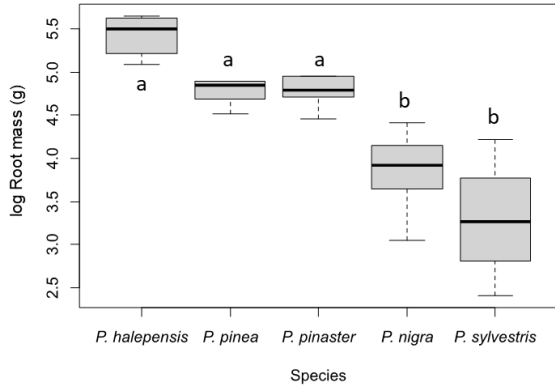 log Root mass (g)
5.5
5.0
4.5
4.0
3.5
3.0
2.5
a
a
a
b
b
P. halepensis
P. pinea
P. pinaster
P. nigra
P. sylvestris
Species